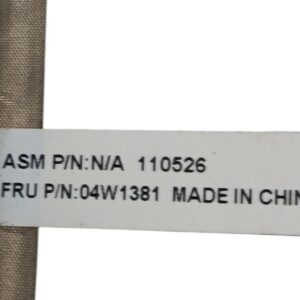 ASM P/N:N/A 110526
FRU P/N:04W1381 MADE IN CHIN